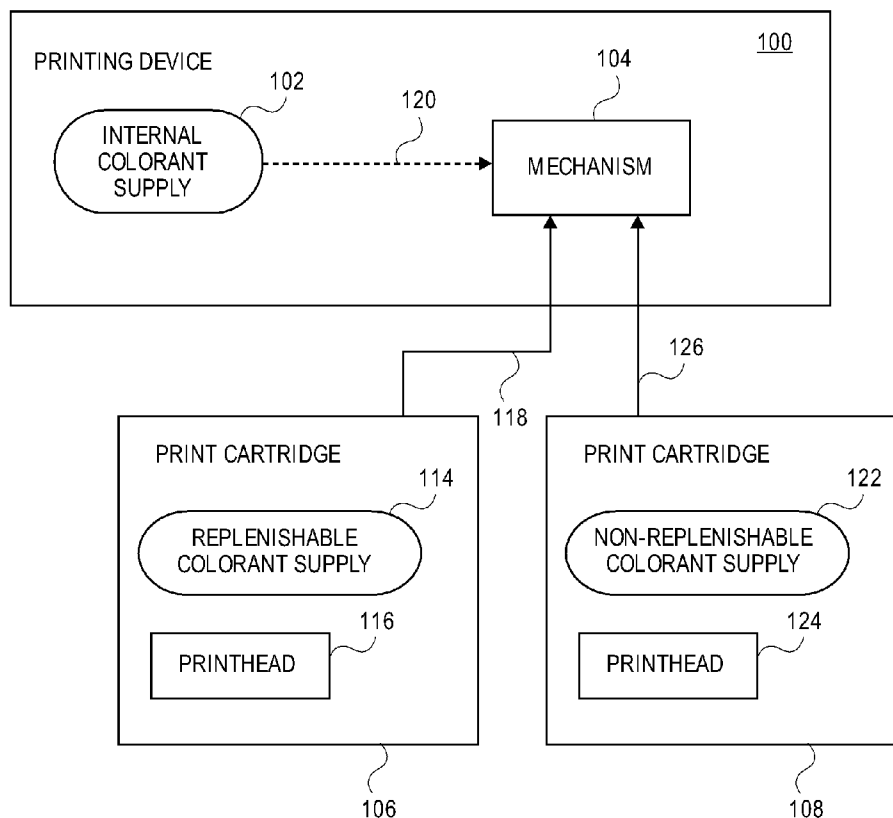 100
PRINTING DEVICE
102
104
120
INTERNAL
COLORANT
SUPPLY
MECHANISM
126
118
PRINT CARTRIDGE
PRINT CARTRIDGE
114
122
REPLENISHABLE
COLORANT SUPPLY
NON-REPLENISHABLE
COLORANT SUPPLY
116
124
PRINTHEAD
PRINTHEAD
106
108